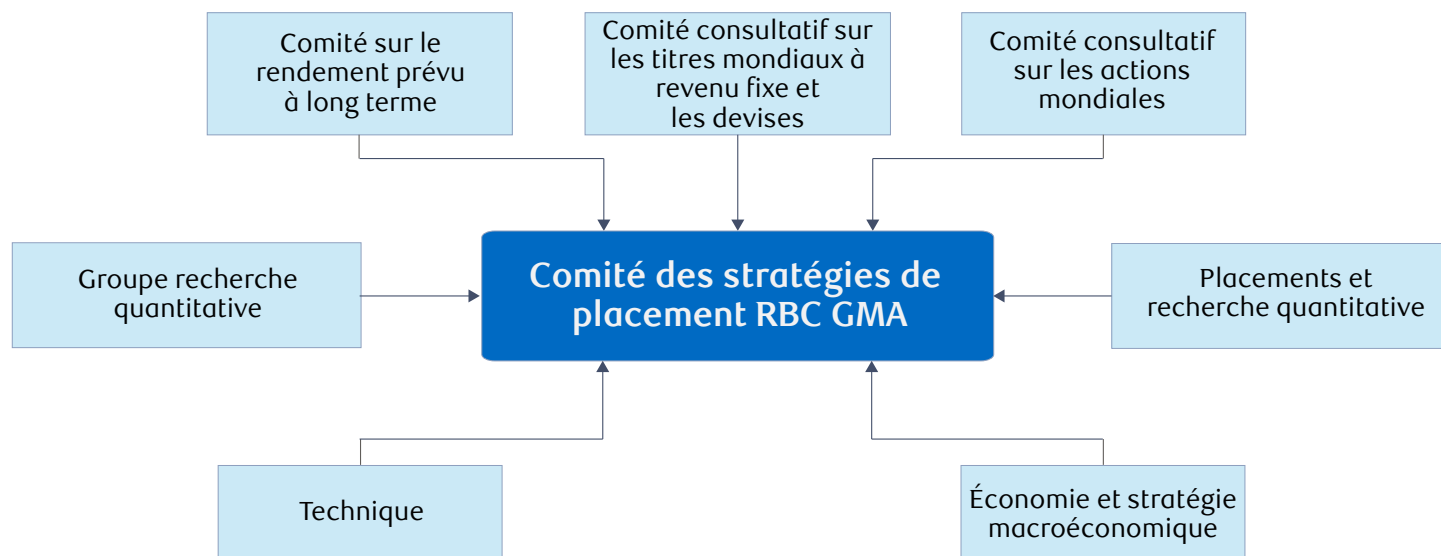 Comité sur le
rendement prévu
à long terme
Comité consultatif sur
les titres mondiaux à
revenu fixe et
les devises
Comité consultatif
sur les actions
mondiales
Groupe recherche
quantitative
Comité des stratégies de
placement RBC GMA
Placements et
recherche quantitative
Technique
Économie et stratégie
macroéconomique